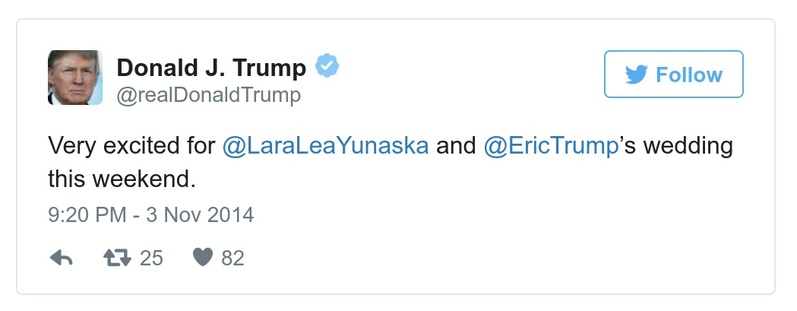 Donald J. Trump
@realDonaldTrump
Follow
Very excited for @LaraLeaYunaska and @EricTrump’s wedding
this weekend.
9:20 PM - 3 Nov 2014
25 82